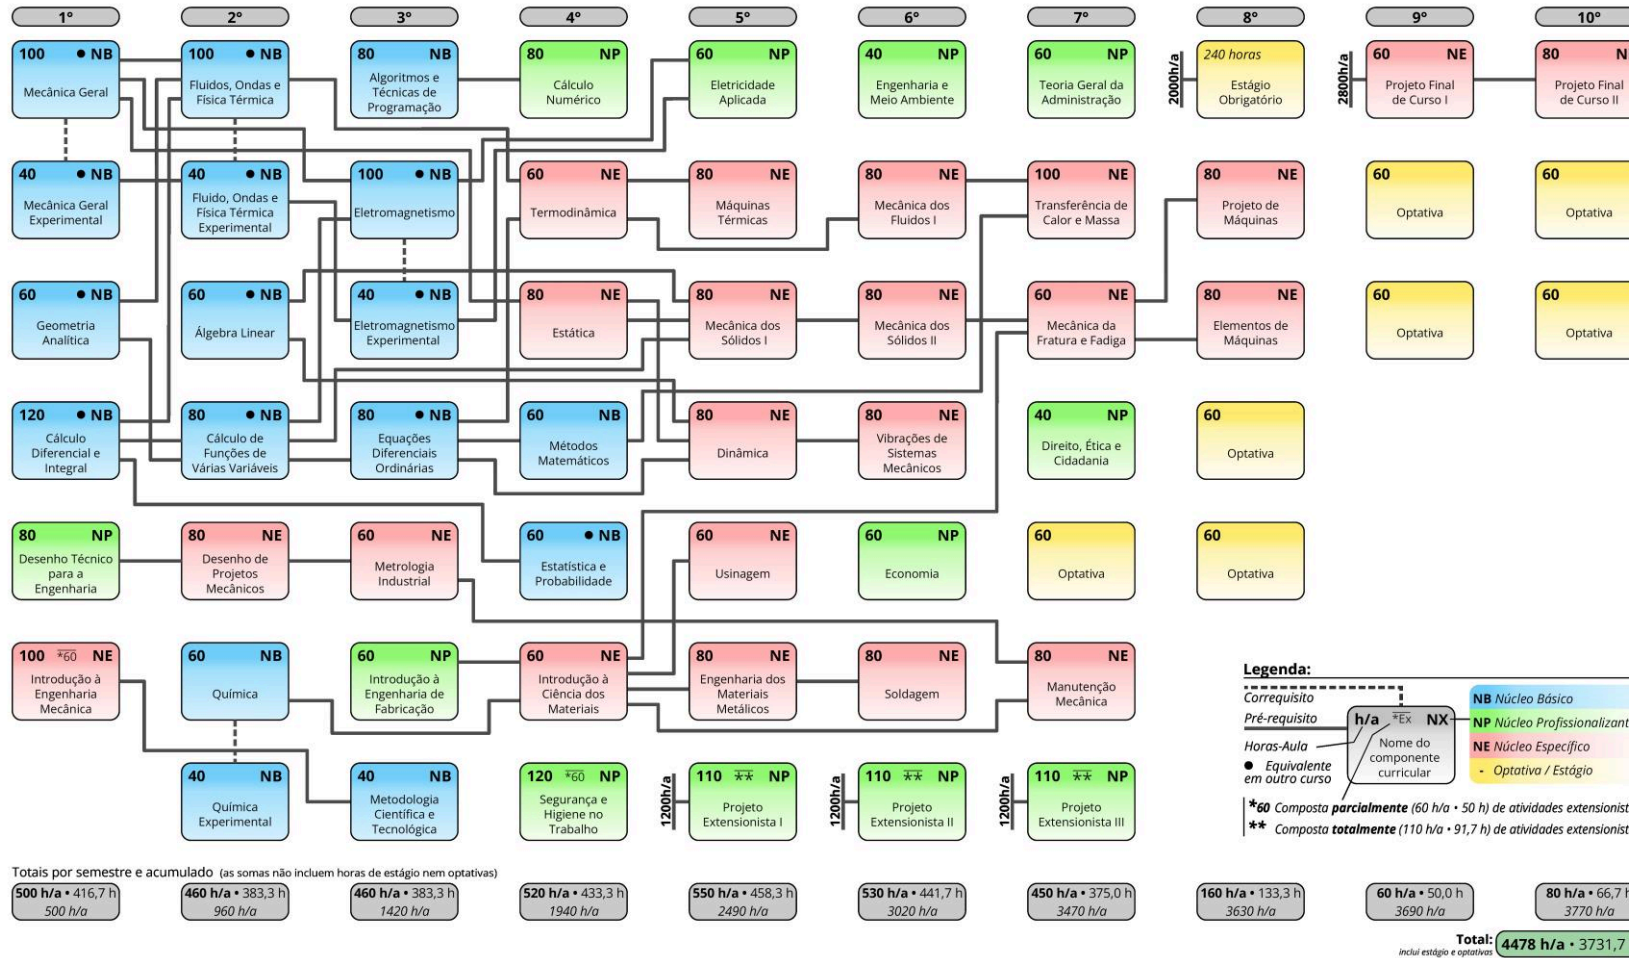 1º 2º 3º 4º 5º 6º 7º 8º 9º 10º
100 • NB
Mecânica Geral
100 • NB
Fluidos, Ondas e
Física Térmica
80 NB
Algoritmos e
Técnicas de
Programação
80 NP
Cálculo
Numérico
60 NP
Eletricidade
Aplicada
40 NP
Engenharia e
Meio Ambiente
60 NP
Teoria Geral da
Administração
2000h/a
240 horas
Estágio
Obrigatório
2800h/a
60 NE
Projeto Final
de Curso I
80 NE
Projeto Final
de Curso II
40 • NB
Mecânica Geral
Experimental
40 • NB
Fluido, Ondas e
Física Térmica
Experimental
100 • NB
Eletromagnetismo
60 NE
Termodinâmica
80 NE
Máquinas
Térmicas
80 NE
Mecânica dos
Fluidos I
100 NE
Transferência de
Calor e Massa
80 NE
Projeto de
Máquinas
60
Optativa
60
Optativa
60 • NB
Geometria
Analítica
60 • NB
Álgebra Linear
40 • NB
Eletromagnetismo
Experimental
80 NE
Estática
80 NE
Mecânica dos
Sólidos I
80 NE
Mecânica dos
Sólidos II
60 NE
Mecânica da
Fratura e Fadiga
80 NE
Elementos de
Máquinas
60
Optativa
60
Optativa
120 • NB
Cálculo
Diferencial e
Integral
80 • NB
Cálculo de
Funções de
Várias Variáveis
80 • NB
Equações
Diferenciais
Ordinárias
60 NB
Métodos
Matemáticos
80 NE
Dinâmica
80 NE
Vibrações de
Sistemas
Mecânicos
40 NP
Direito, Ética e
Cidadania
60
Optativa
80 NP
Desenho Técnico
para a
Engenharia
80 NE
Desenho de
Projetos
Mecânicos
60 NE
Metrologia
Industrial
60 • NB
Estatística e
Probabilidade
60 NE
Usinagem
60 NP
Economia
60
Optativa
60
Optativa
100 *60 NE
Introdução à
Engenharia
Mecânica
60 NB
Química
60 NP
Introdução à
Engenharia de
Fabricação
60 NE
Introdução à
Ciência dos
Materiais
80 NE
Engenharia dos
Materiais
Metálicos
80 NE
Soldagem
80 NE
Manutenção
Mecânica
40 NB
Química
Experimental
40 NB
Metodologia
Científica e
Tecnológica
120 *60 NP
Segurança e
Higiene no
Trabalho
1200h/a
110 ** NP
Projeto
Extensionista I
1200h/a
110 ** NP
Projeto
Extensionista II
1200h/a
110 ** NP
Projeto
Extensionista III
Legenda:
Correquisito
Pré-requisito
Horas-Aula
● Equivalente
em outro curso
h/a *Ex NX
Nome do
componente
curricular
NB Núcleo Básico
NP Núcleo Profissionalizant
NE Núcleo Específico
- Optativa / Estágio
*60 Composta parcialmente (60 h/a • 50 h) de atividades extensionist
** Composta totalmente (110 h/a • 91,7 h) de atividades extensionist
Totais por semestre e acumulado (as somas não incluem horas de estágio nem optativas)
500 h/a • 416,7 h
500 h/a
460 h/a • 383,3 h
960 h/a
460 h/a • 383,3 h
1420 h/a
520 h/a • 433,3 h
1940 h/a
550 h/a • 458,3 h
2490 h/a
530 h/a • 441,7 h
3020 h/a
450 h/a • 375,0 h
3470 h/a
160 h/a • 133,3 h
3630 h/a
60 h/a • 50,0 h
3690 h/a
80 h/a • 66,7 h
3770 h/a
Total:
inclui estágio e optativas
4478 h/a • 3731,7